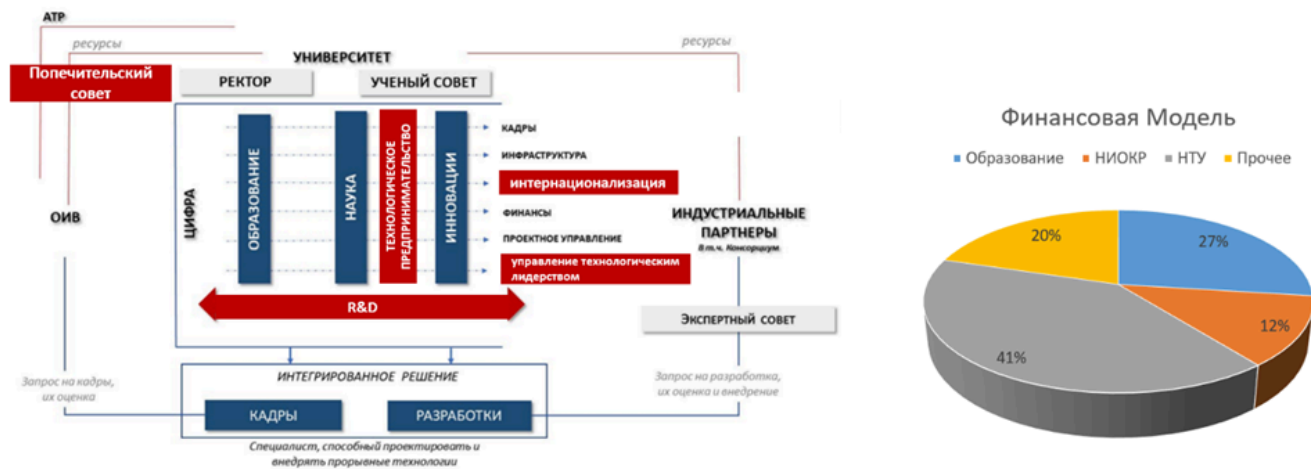 АТР
ресурсы
ресурсы
УНИВЕРСИТЕТ
Попечительский
совет
РЕКТОР
УЧЕНЫЙ СОВЕТ
ЦИФРА
ОБРАЗОВАНИЕ
НАУКА
ТЕХНОЛОГИЧЕСКОЕ
ПРЕДПРИНИМАТЕЛЬСТВО
ИННОВАЦИИ
КАДРЫ
ИНФРАСТРУКТУРА
интернационализация
ФИНАНСЫ
ПРОЕКТНОЕ УПРАВЛЕНИЕ
управление технологическим
лидерством
R&D
ОИВ
ИНДУСТРИАЛЬНЫЕ
ПАРТНЕРЫ
В т.ч. Консорциум
ЭКСПЕРТНЫЙ СОВЕТ
Запрос на кадры,
их оценка
ИНТЕГРИРОВАННОЕ РЕШЕНИЕ
КАДРЫ
РАЗРАБОТКИ
Запрос на разработка,
их оценка и внедрение
Специалист, способный проектировать и
внедрять прорывные технологии
Финансовая Модель
Образование НИОКР НТУ Прочее
20%
27%
12%
41%